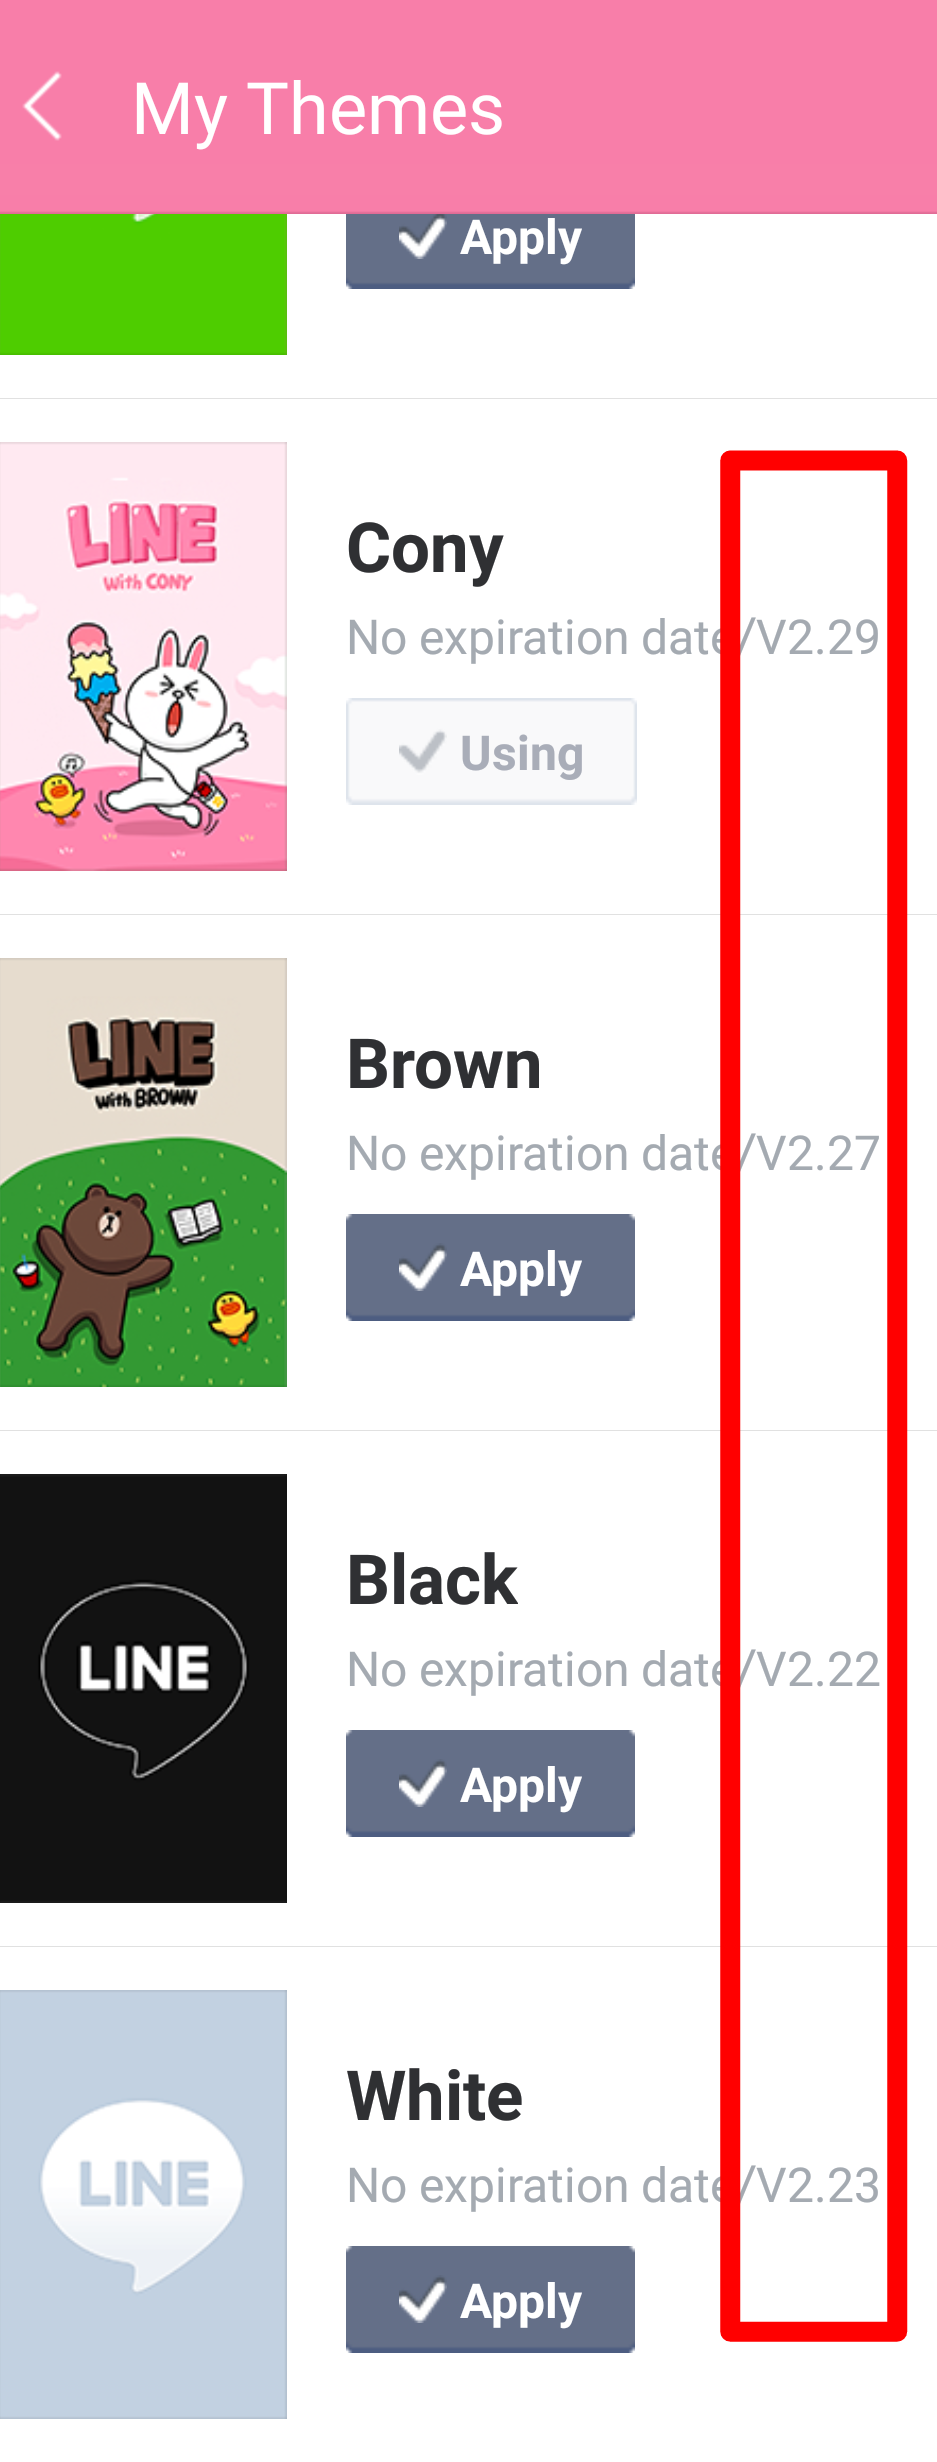 My Themes
Apply
LINE
with CONY
Cony
No expiration date/V2.29
Using
LINE
with BROWN
Brown
No expiration date/V2.27
Apply
LINE
Black
No expiration date/V2.22
Apply
LINE
White
No expiration date/V2.23
Apply